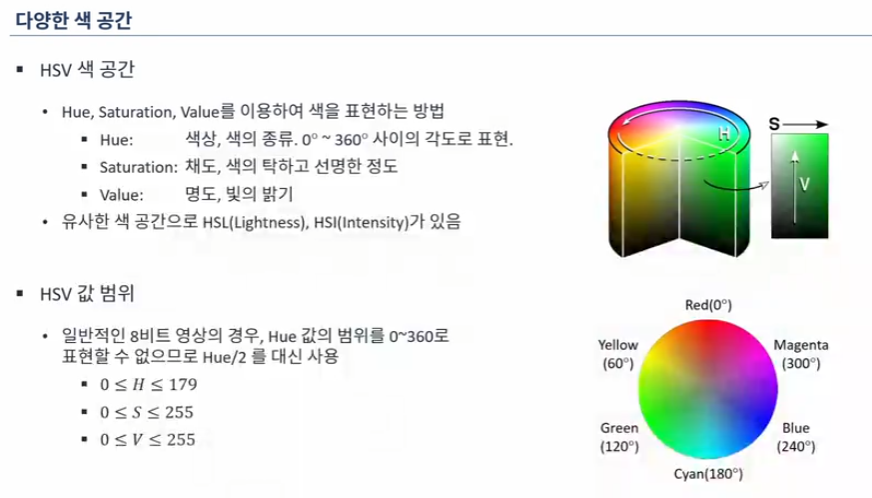 다양한 색 공간
▪ HSV 색 공간
• Hue, Saturation, Value를 이용하여 색을 표현하는 방법
▪ Hue: 색상, 색의 종류. 0° ~ 360° 사이의 각도로 표현.
▪ Saturation: 채도, 색의 탁하고 선명한 정도
▪ Value: 명도, 빛의 밝기
• 유사한 색 공간으로 HSL(Lightness), HSI(Intensity)가 있음
H
S
V
▪ HSV 값 범위
• 일반적인 8비트 영상의 경우, Hue 값의 범위를 0~360로
표현할 수 없으므로 Hue/2 를 대신 사용
▪ 0 ≤ H ≤ 179
▪ 0 ≤ S ≤ 255
▪ 0 ≤ V ≤ 255
Red(0°)
Yellow
(60°)
Magenta
(300°)
Green
(120°)
Blue
(240°)
Cyan(180°)